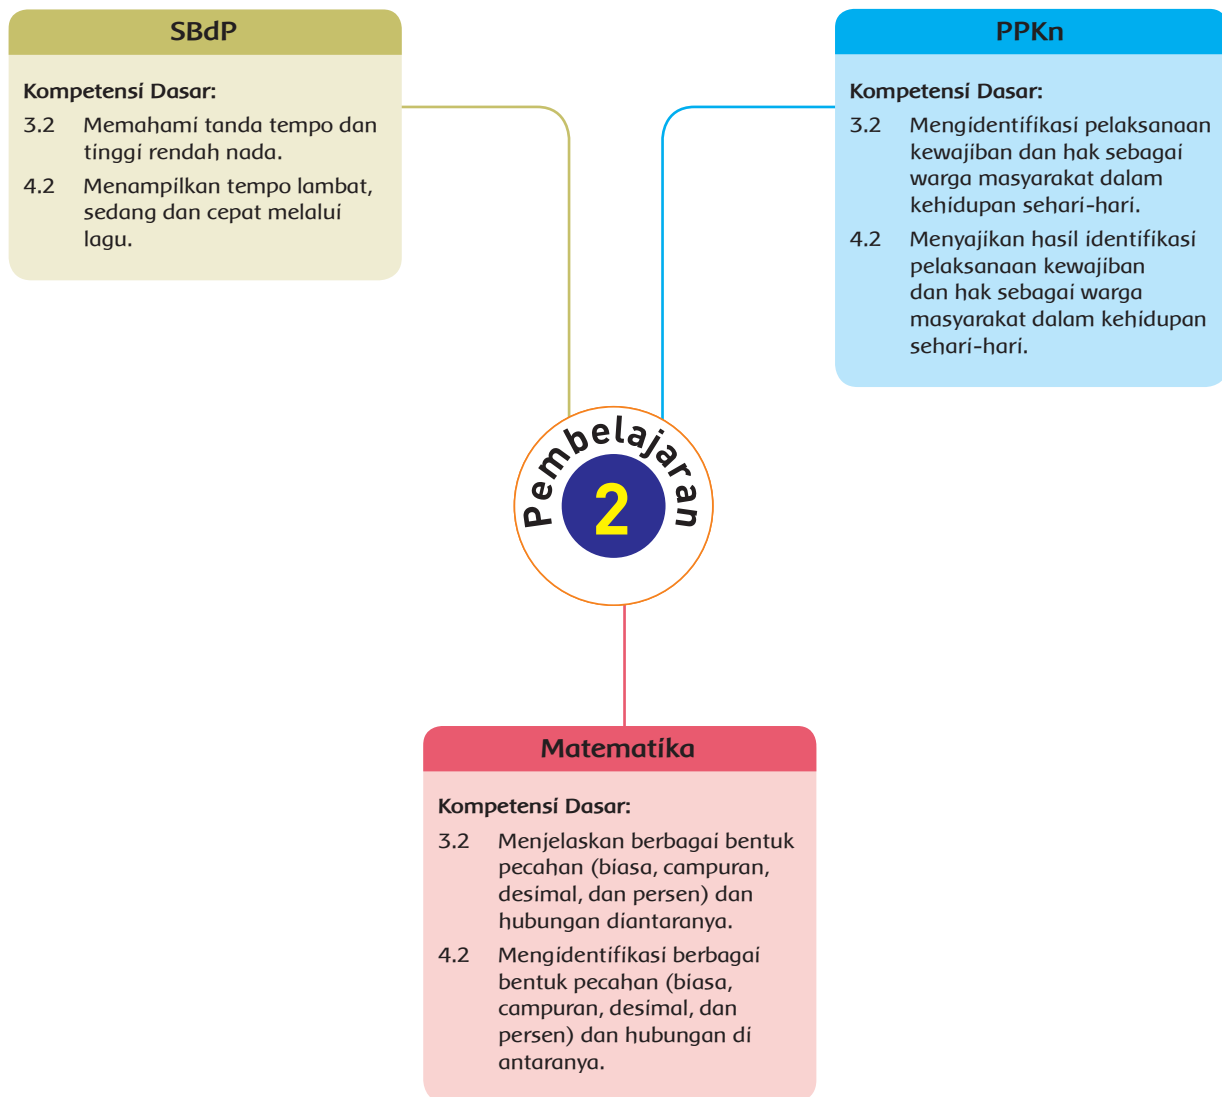 SBdP
Kompetensi Dasar:
3.2 Memahami tanda tempo dan
tinggi rendah nada.
4.2 Menampilkan tempo lambat,
sedang dan cepat melalui
lagu.
PPKn
Kompetensi Dasar:
3.2 Mengidentifikasi pelaksanaan
kewajiban dan hak sebagai
warga masyarakat dalam
kehidupan sehari-hari.
4.2 Menyajikan hasil identifikasi
pelaksanaan kewajiban
dan hak sebagai warga
masyarakat dalam kehidupan
sehari-hari.
Pembelajaran
2
Matematika
Kompetensi Dasar:
3.2 Menjelaskan berbagai bentuk
pecahan (biasa, campuran,
desimal, dan persen) dan
hubungan diantaranya.
4.2 Mengidentifikasi berbagai
bentuk pecahan (biasa,
campuran, desimal, dan
persen) dan hubungan di
antaranya.